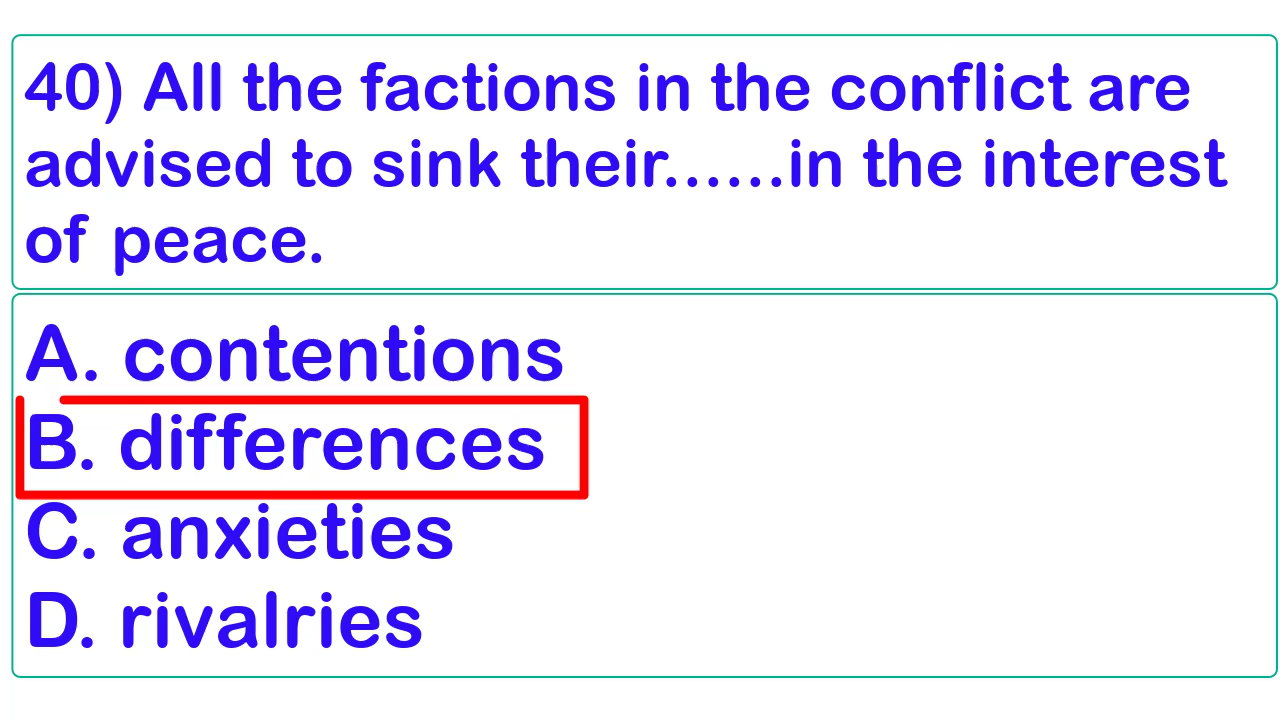 40) All the factions in the conflict are
advised to sink their......in the interest
of peace.
A. contentions
B. differences
C. anxieties
D. rivalries